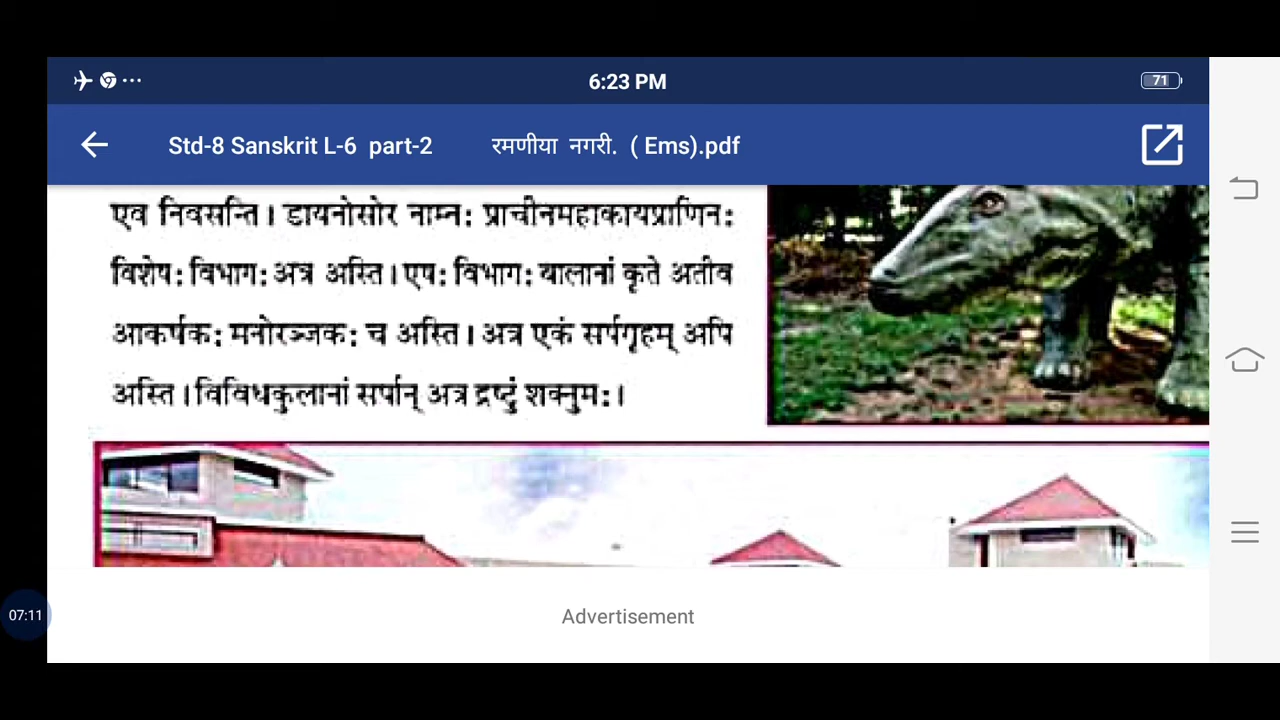 6:23 PM
71
Std-8 Sanskrit L-6 part-2 रमणीया नगरी. ( Ems).pdf
एव निवसन्ति । डायनोसोर नाम्न: प्राचीनमहाकायप्राणिन:
विशेष: विभाग: अत्र अस्ति । एष: विभाग: बालानां कृते अतीव
आकर्षक: मनोरञ्जक: च अस्ति । अत्र एकं सर्पगृहम् अपि
अस्ति । विविधकुलानां सर्पान् अत्र द्रष्टुं शक्नुम: ।
07:11
Advertisement